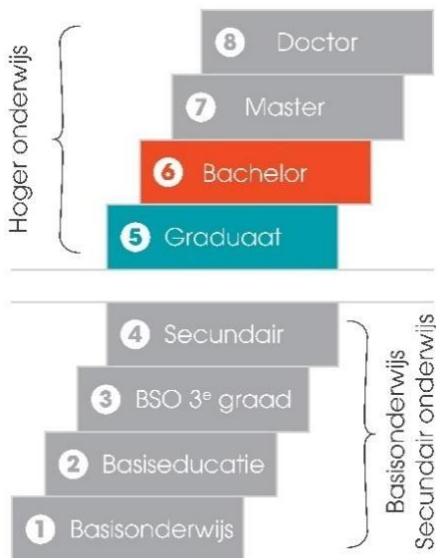 Hoger onderwijs
8 Doctor
7 Master
6 Bachelor
5 Graduaat
4 Secundair
3 BSO 3e graad
2 Basiseducatie
1 Basisonderwijs
Basisonderwijs
Secundair onderwijs